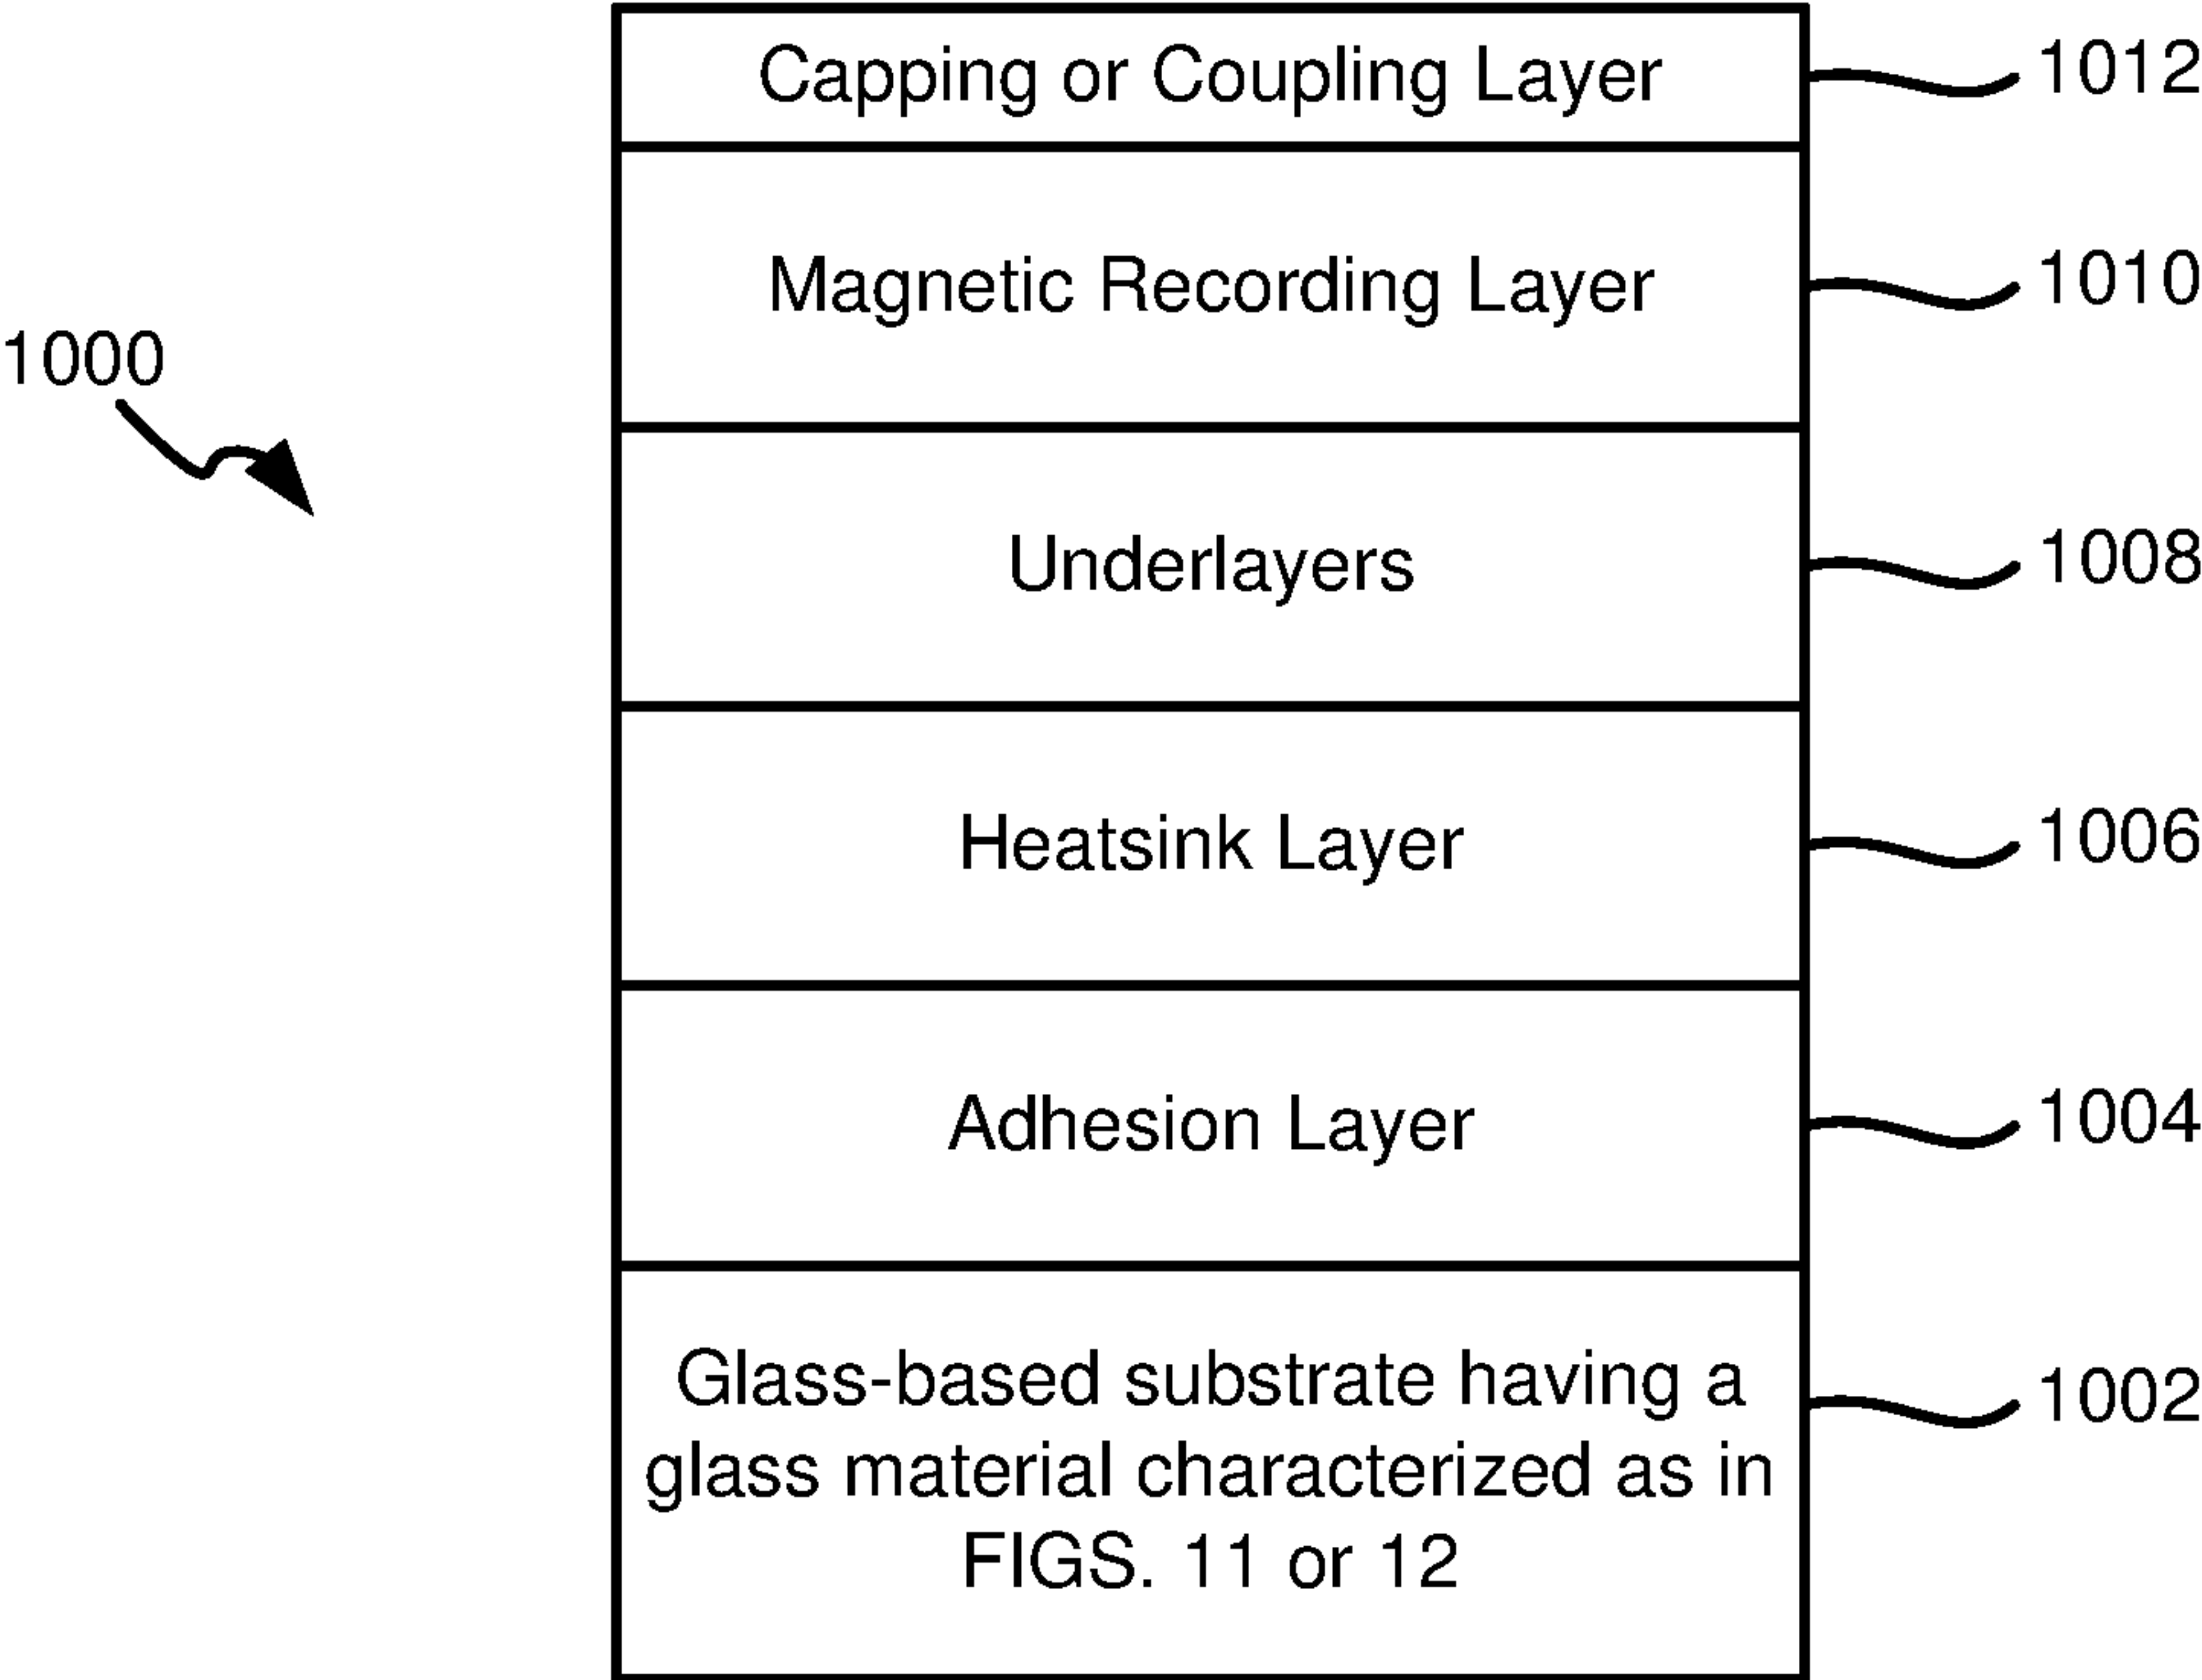 Capping or Coupling Layer
1012
Magnetic Recording Layer
1010
1000
Underlayers
1008
Heatsink Layer
1006
Adhesion Layer
1004
Glass-based substrate having a
1002
glass material characterized as in
FIGS. 11 or 12